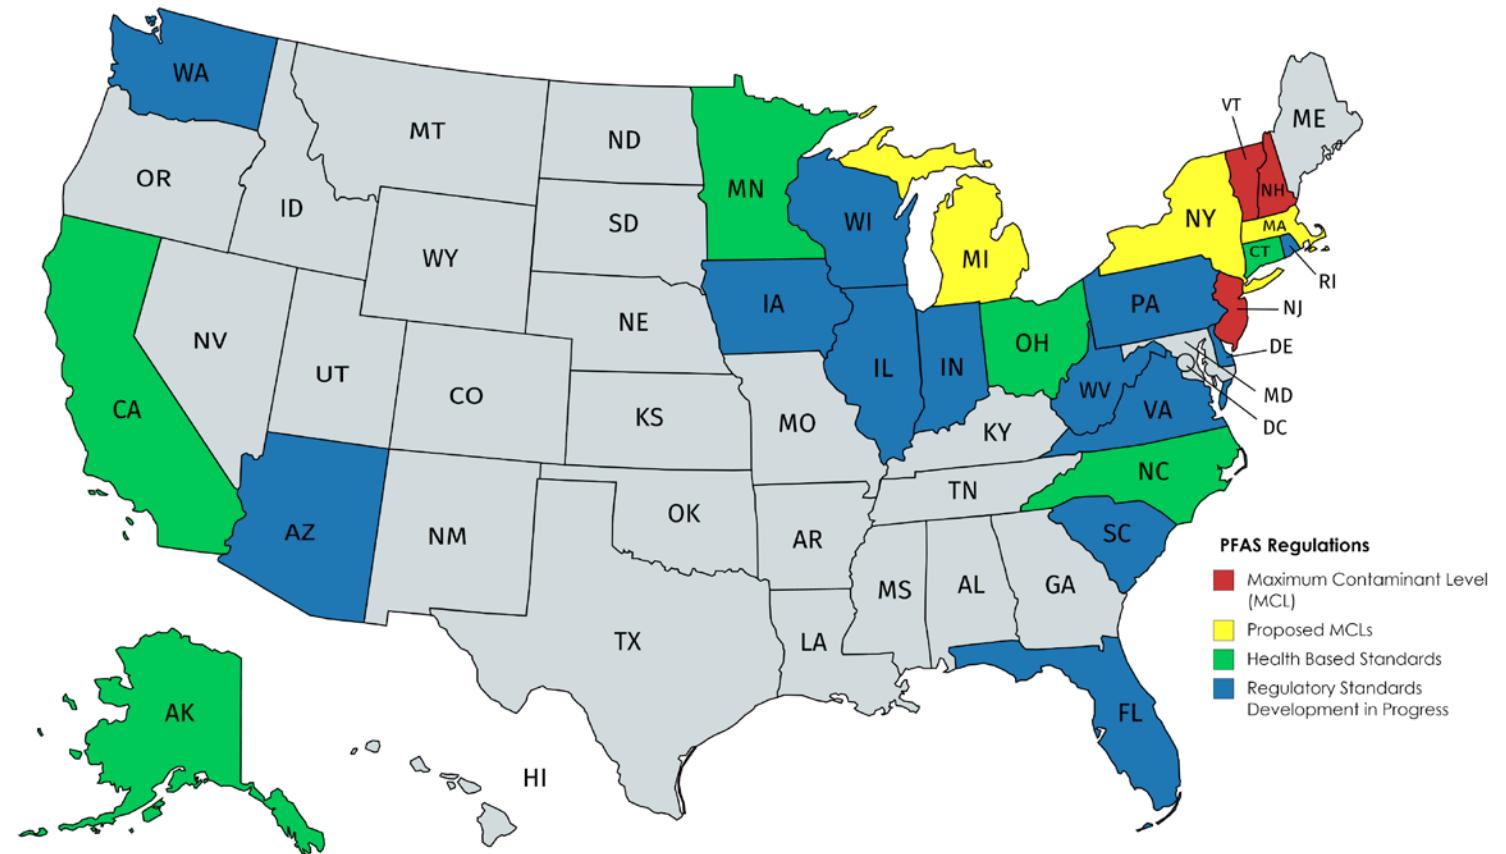 WA
MT
ND
MN
VT
ME
OR
ID
SD
WI
NH
NY
MA
WY
MI
CT
RI
NE
IA
PA
NJ
NV
UT
CO
IL
IN
OH
DE
WV
MD
CA
KS
MO
VA
DC
KY
NC
AZ
NM
OK
TN
AR
SC
MS
AL
GA
TX
LA
FL
AK
HI
PFAS Regulations
Maximum Contaminant Level
(MCL)
Proposed MCLs
Health Based Standards
Regulatory Standards
Development in Progress